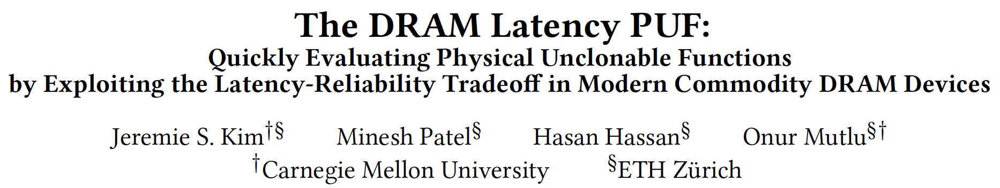 The DRAM Latency PUF:
Quickly Evaluating Physical Unclonable Functions
by Exploiting the Latency-Reliability Tradeoff in Modern Commodity DRAM Devices
Jeremie S. Kim†§ Minesh Patel§ Hasan Hassan§ Onur Mutlu§†
†Carnegie Mellon University §ETH Zürich